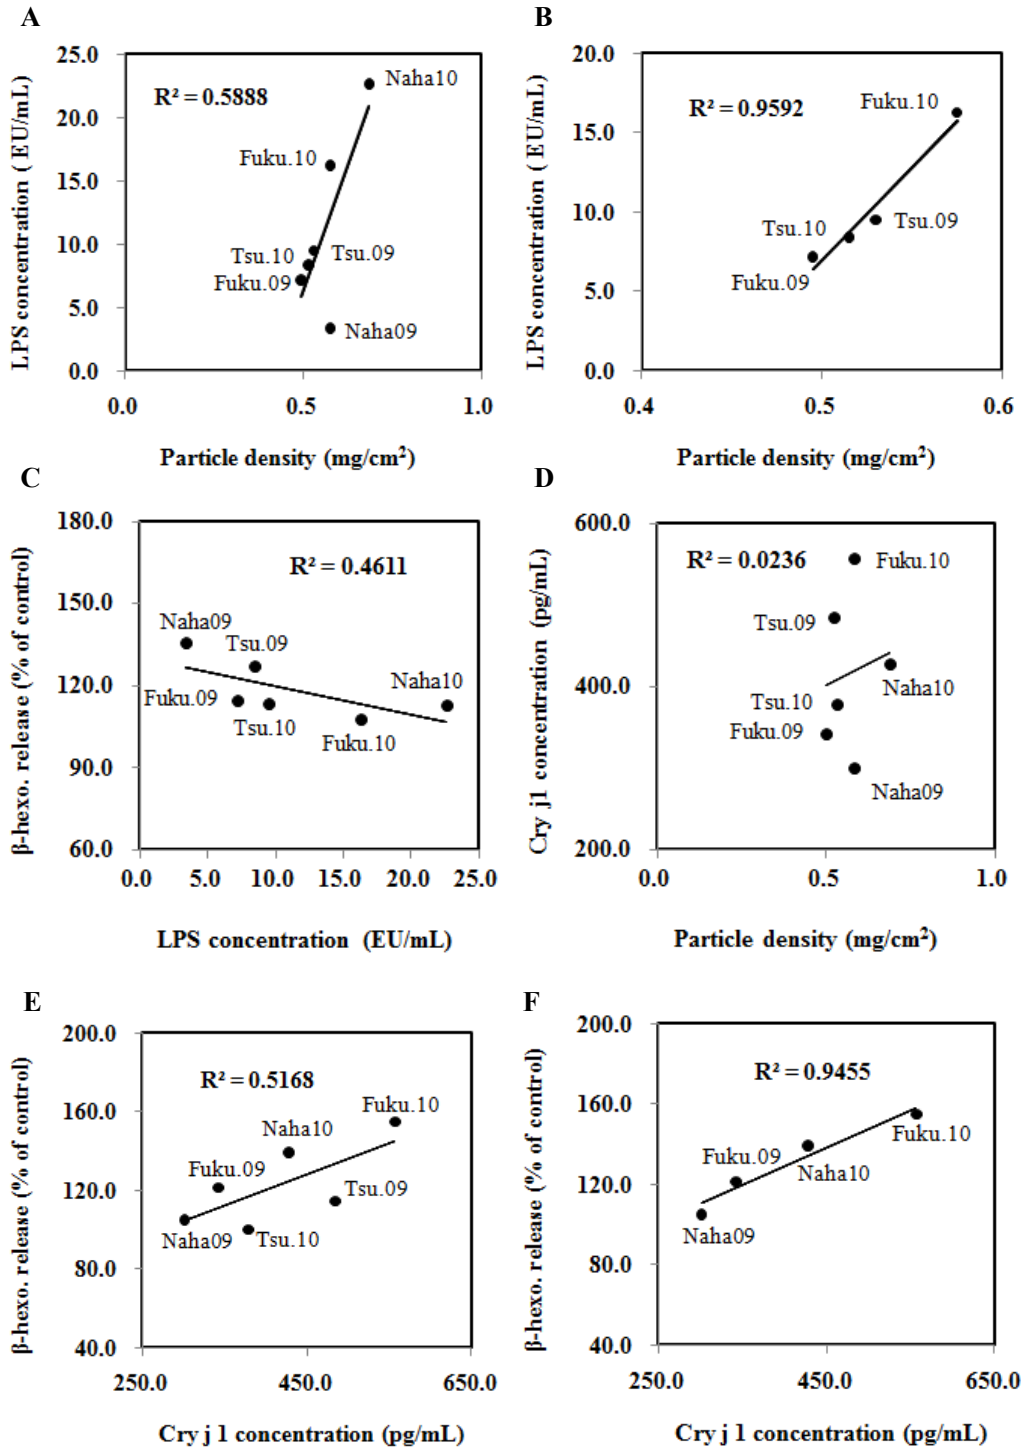 A
25.0
20.0
15.0
10.0
5.0
0.0
LPS concentration ( EU/mL)
R² = 0.5888
Naha10
Fuku.10
Tsu.10
Tsu.09
Fuku.09
Naha09
0.0 0.5 1.0
Particle density (mg/cm²)
B
20.0
15.0
10.0
5.0
0.0
LPS concentration ( EU/mL)
R² = 0.9592
Fuku.10
Tsu.10
Tsu.09
Fuku.09
0.4 0.5 0.6
Particle density (mg/cm²)
C
180.0
150.0
120.0
90.0
60.0
β-hexo. release (% of control)
R² = 0.4611
Naha09
Tsu.09
Naha10
Fuku.09
Tsu.10
Fuku.10
0.0 5.0 10.0 15.0 20.0 25.0
LPS concentration (EU/mL)
D
600.0
400.0
200.0
Cry j1 concentration (pg/mL)
R² = 0.0236
Fuku.10
Tsu.09
Naha10
Tsu.10
Fuku.09
Naha09
0.0 0.5 1.0
Particle density (mg/cm²)
E
200.0
160.0
120.0
80.0
40.0
β-hexo. release (% of control)
R² = 0.5168
Fuku.10
Naha10
Fuku.09
Tsu.09
Naha09
Tsu.10
250.0 450.0 650.0
Cry j 1 concentration (pg/mL)
F
200.0
160.0
120.0
80.0
40.0
β-hexo. release (% of control)
R² = 0.9455
Fuku.10
Fuku.09
Naha10
Naha09
250.0 450.0 650.0
Cry j 1 concentration (pg/mL)